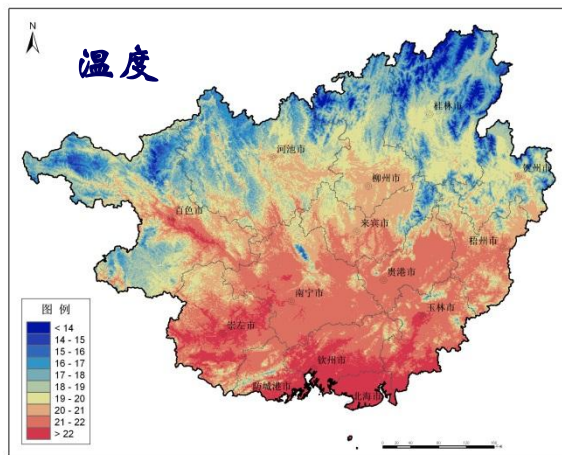 N
温度
桂林市
河池市
贺州市
柳州市
百色市
来宾市
梧州市
贵港市
南宁市
玉林市
崇左市
钦州市
防城港市
北海市
图 例
< 14
14 - 15
15 - 16
16 - 17
17 - 18
18 - 19
19 - 20
20 - 21
21 - 22
> 22